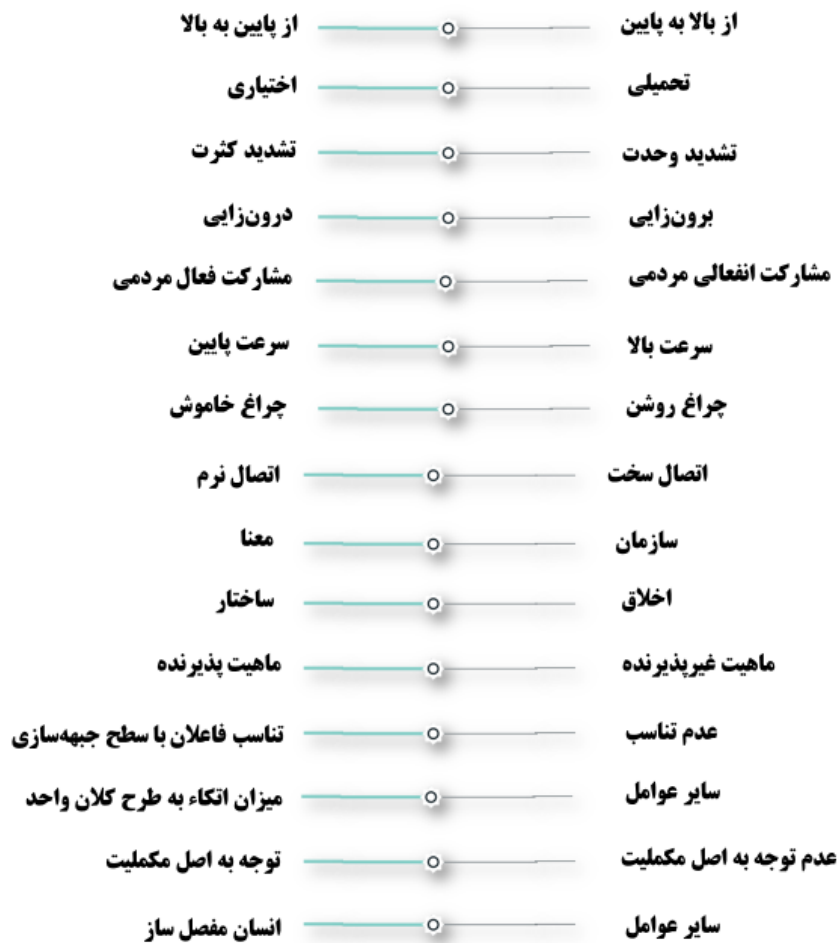 از بالا به پایین از پایین به بالا
تحمیلی اختیاری
تشدید وحدت تشدید کثرت
برون‌زایی درون‌زایی
مشارکت انفعالی مردمی مشارکت فعال مردمی
سرعت بالا سرعت پایین
چراغ روشن چراغ خاموش
اتصال سخت اتصال نرم
سازمان معنا
اخلاق ساختار
ماهیت غیرپذیرنده ماهیت پذیرنده
عدم تناسب تناسب فاعلان با سطح جبهه‌سازی
سایر عوامل میزان اتکاء به طرح کلان واحد
عدم توجه به اصل مکملیت توجه به اصل مکملیت
سایر عوامل انسان مفصل ساز